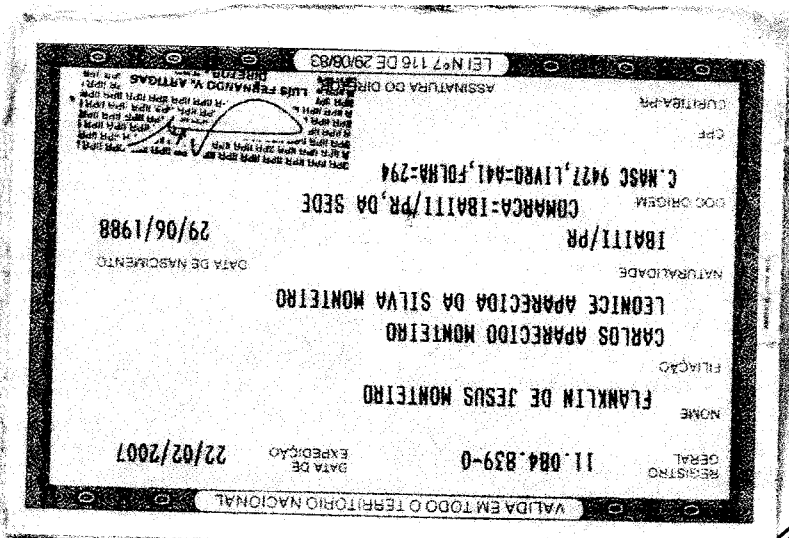 VALIDA EM TODO O TERRITORIO NACIONAL
REGISTRO GERAL 11.084.839-0 DATA DE EXPEDIÇÃO 22/02/2007
NOME
FLANKLIN DE JESUS MONTEIRO
FILIAÇÃO
CARLOS APARECIDO MONTEIRO
LEONICE APARECIDA DA SILVA MONTEIRO
NATURALIDADE DATA DE NASCIMENTO
IBAITI/PR 29/06/1988
DOC ORIGEM COMARCA=IBAITI/PR,DA SEDE
C.NASC 9427,LIVRO=A41,FOLHA=294
CPF
CURITIBA-PR
LUÍS FERNANDO V. ARTIGAS
DIRETOR
ASSINATURA DO DIRETOR
LEI Nº 7.116 DE 29/08/83